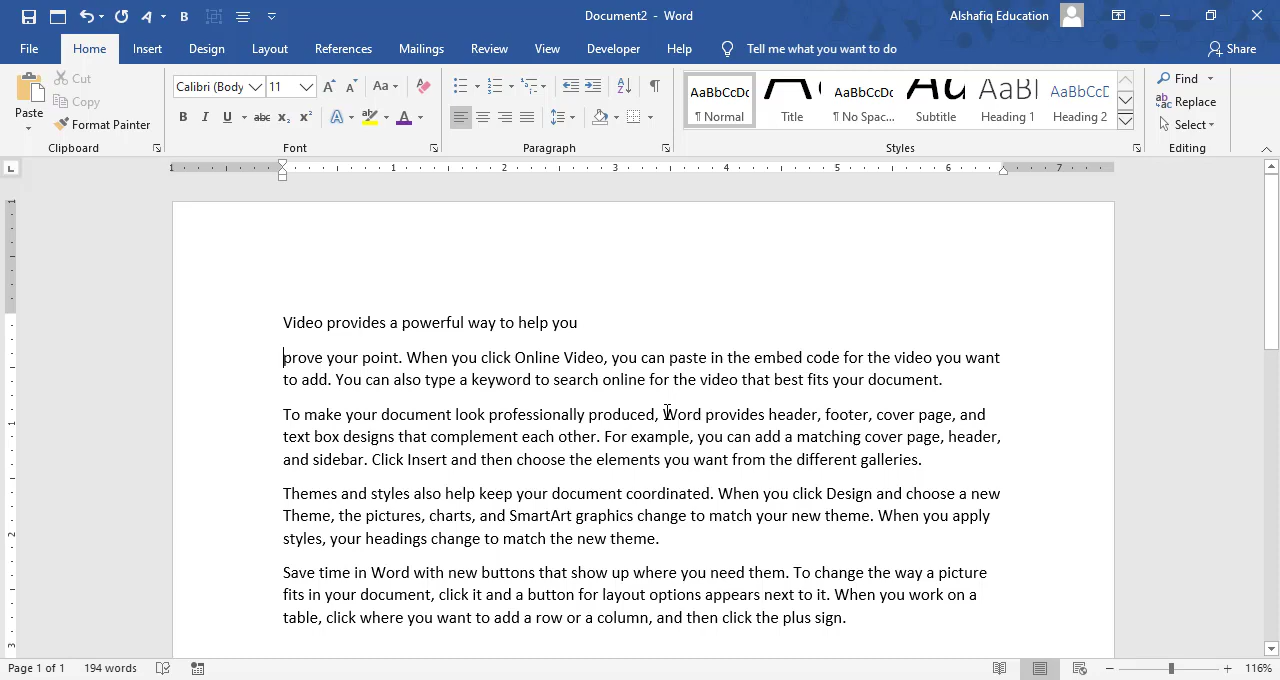 Document2 - Word
Alshafiq Education
File Home Insert Design Layout References Mailings Review View Developer Help Tell me what you want to do Share
Paste
Cut
Copy
Format Painter
Clipboard
Calibri (Body 11
Font
Paragraph
AaBbCcDc AaBbCcDc AaBbC AaBbCcD
¶ Normal Title ¶ No Spac... Subtitle Heading 1 Heading 2
Styles
Find
Replace
Select
Editing
1 1 2 3 4 5 6 7
Video provides a powerful way to help you
prove your point. When you click Online Video, you can paste in the embed code for the video you want
to add. You can also type a keyword to search online for the video that best fits your document.
To make your document look professionally produced, Word provides header, footer, cover page, and
text box designs that complement each other. For example, you can add a matching cover page, header,
and sidebar. Click Insert and then choose the elements you want from the different galleries.
Themes and styles also help keep your document coordinated. When you click Design and choose a new
Theme, the pictures, charts, and SmartArt graphics change to match your new theme. When you apply
styles, your headings change to match the new theme.
Save time in Word with new buttons that show up where you need them. To change the way a picture
fits in your document, click it and a button for layout options appears next to it. When you work on a
table, click where you want to add a row or a column, and then click the plus sign.
Page 1 of 1 194 words 116%